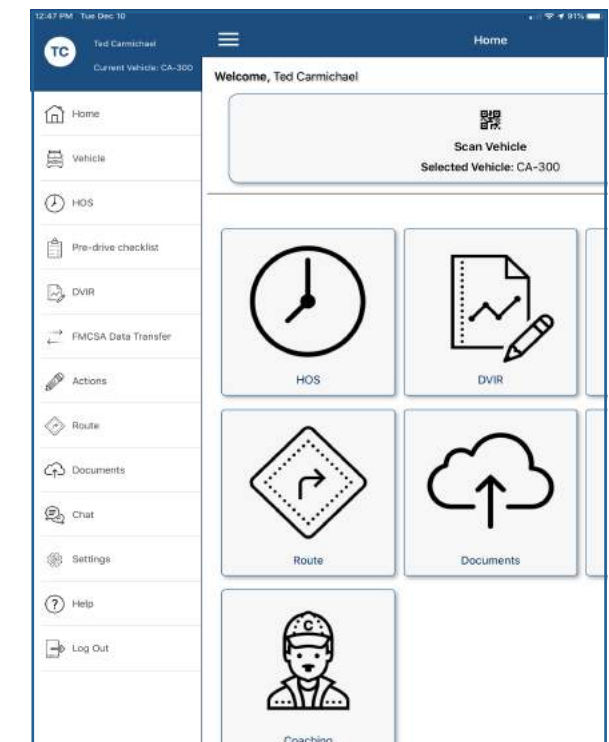 12:47 PM Tue Dec 10
91%
TC
Ted Carmichael
Current Vehicle: CA-300
Home
Vehicle
HOS
Pre-drive checklist
DVIR
FMCSA Data Transfer
Actions
Route
Documents
Chat
Settings
Help
Log Out
Home
Welcome, Ted Carmichael
Scan Vehicle
Selected Vehicle: CA-300
HOS
DVIR
Route
Documents
C
Coaching